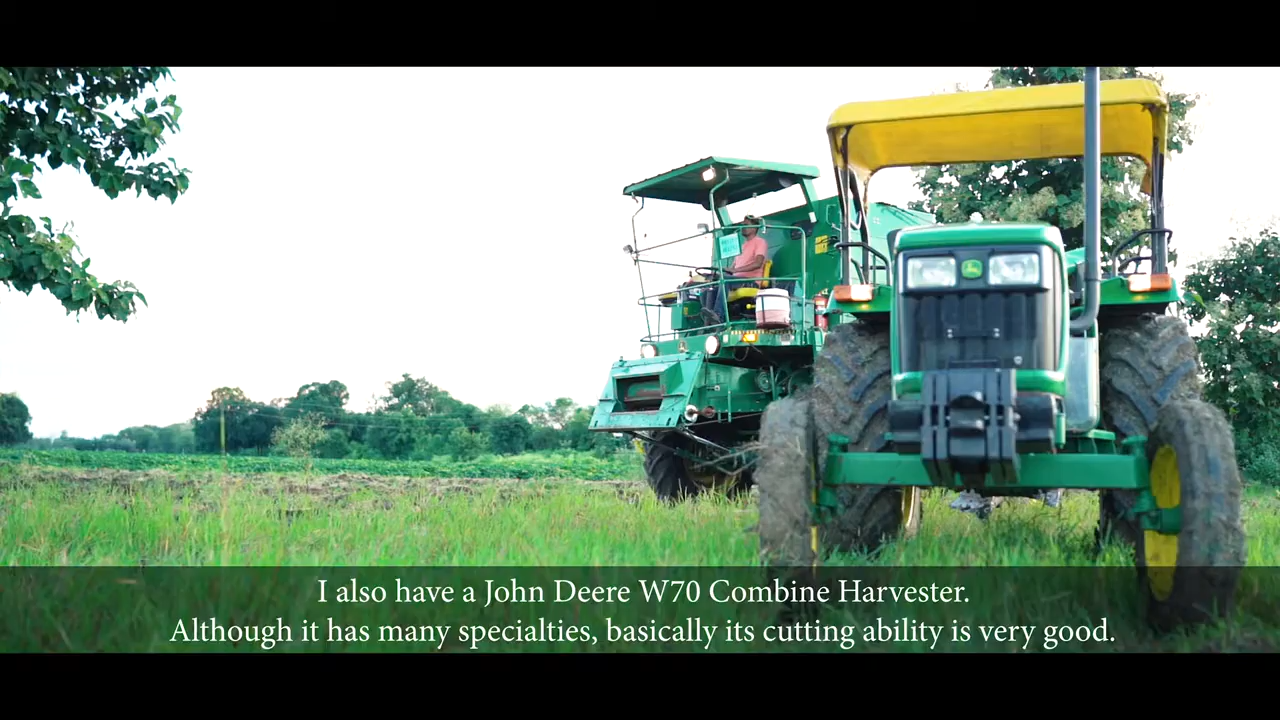 I also have a John Deere W70 Combine Harvester.
Although it has many specialties, basically its cutting ability is very good.